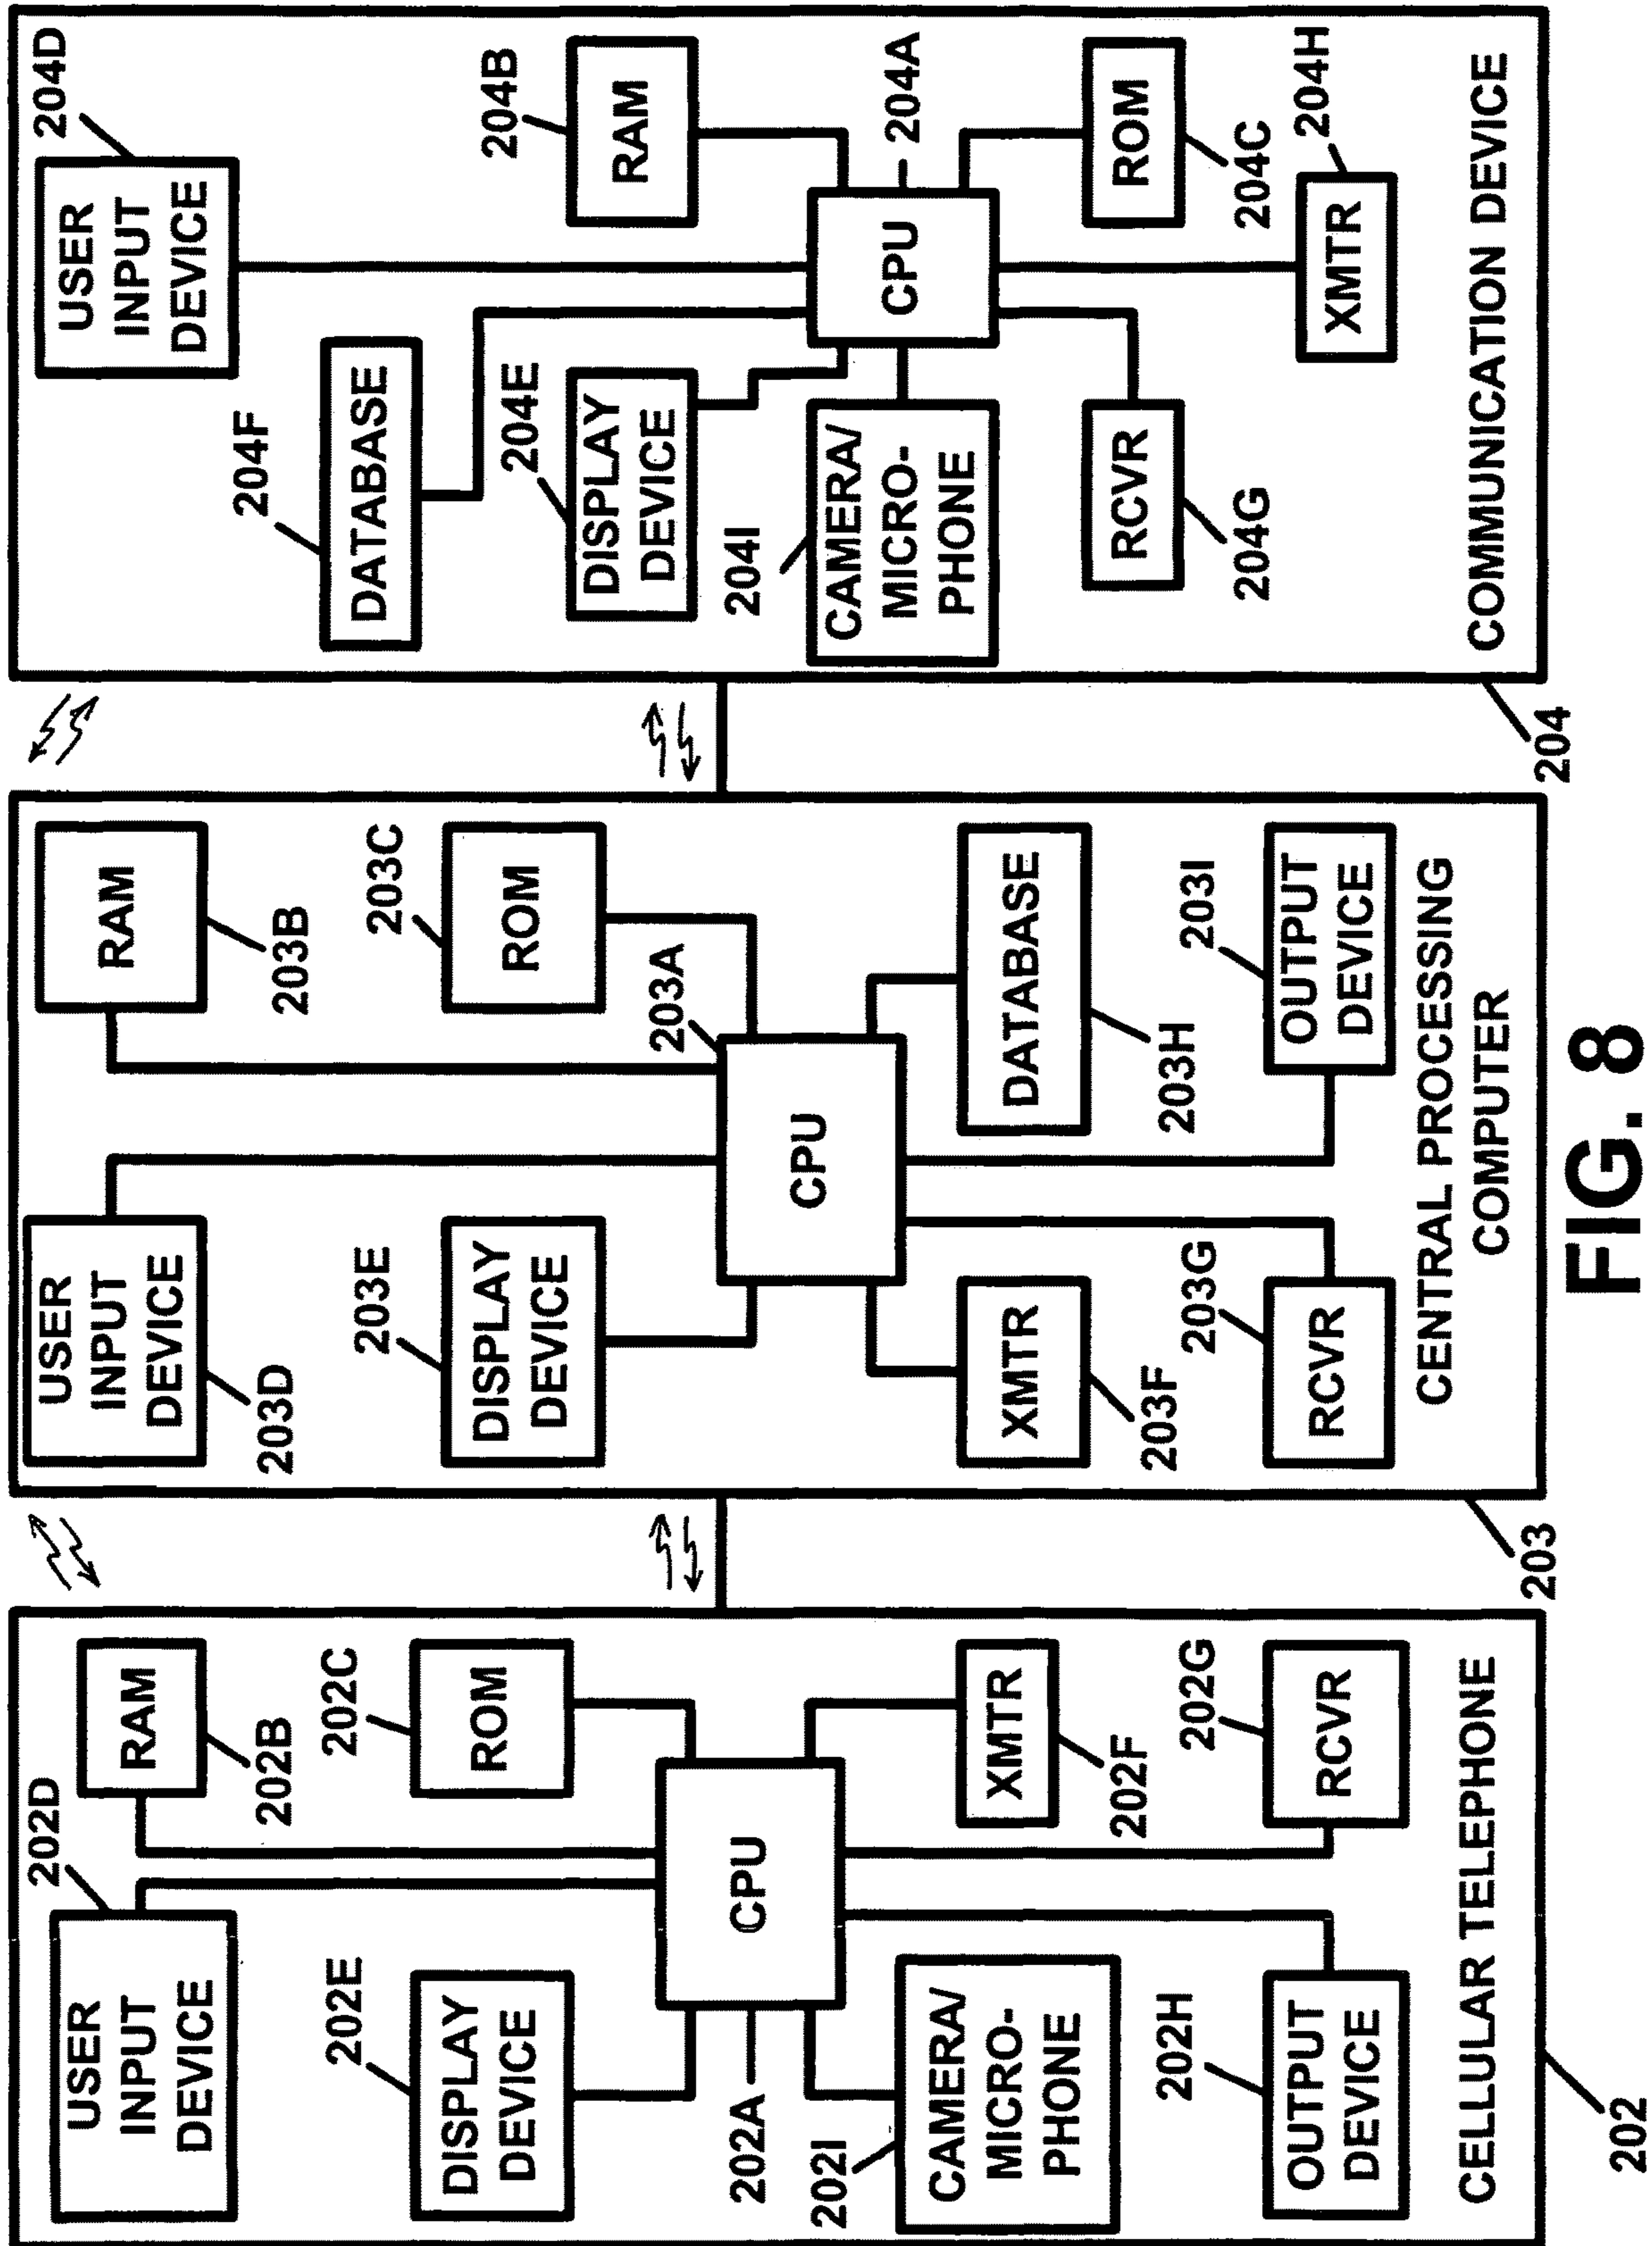 202D
USER
INPUT
DEVICE
RAM
202B
202E
DISPLAY
DEVICE
202C
ROM
202A
CPU
202I
CAMERA/
MICRO-
PHONE
XMTR
202F
202H
OUTPUT
DEVICE
202G
RCVR
CELLULAR TELEPHONE
202
USER
INPUT
DEVICE
203D
RAM
203B
203E
DISPLAY
DEVICE
203C
ROM
203A
CPU
XMTR
203F
DATABASE
203H
203G
RCVR
203I
OUTPUT
DEVICE
CENTRAL PROCESSING
COMPUTER
203
204D
USER
INPUT
DEVICE
204F
DATABASE
204E
DISPLAY
DEVICE
204B
RAM
204I
CAMERA/
MICRO-
PHONE
CPU
204A
RCVR
204G
ROM
204C
XMTR
204H
COMMUNICATION DEVICE
204
FIG. 8